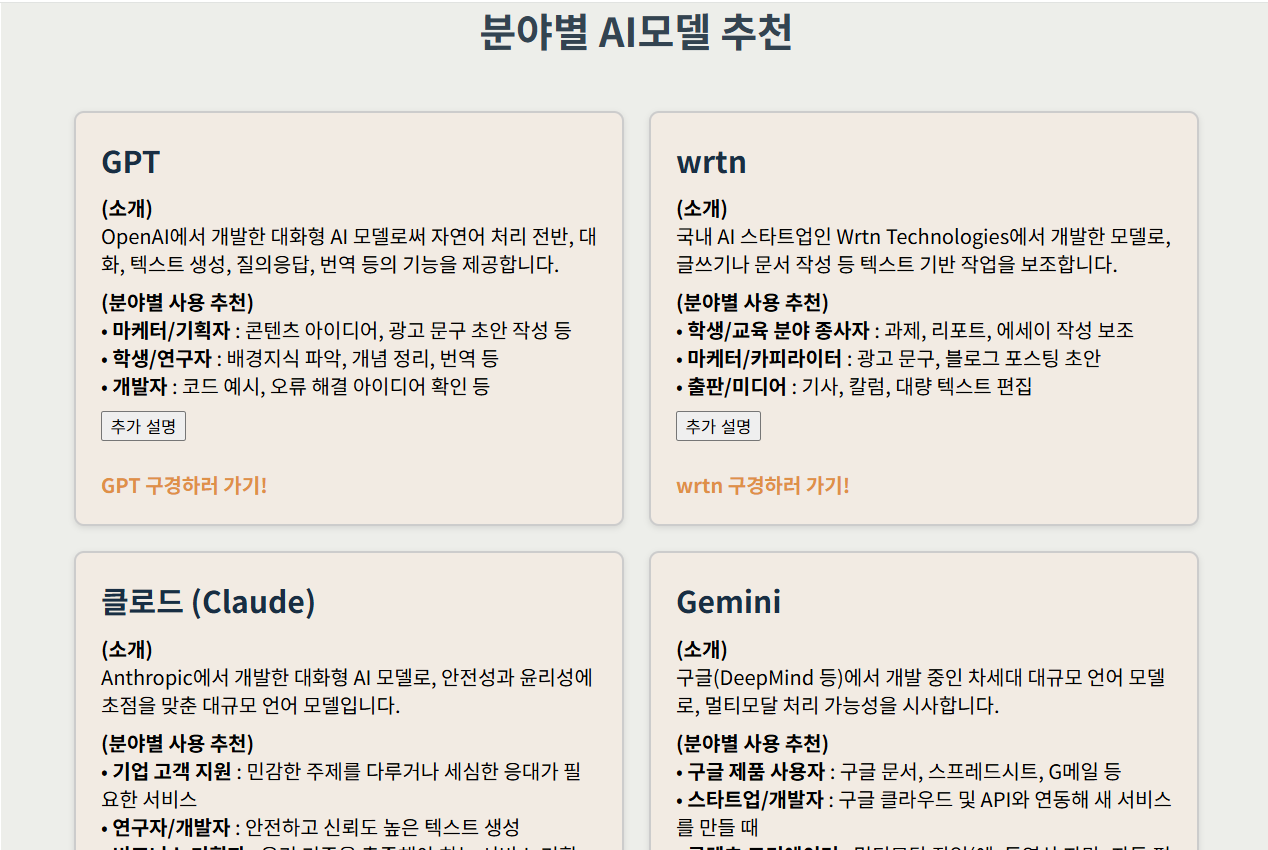 분야별 AI모델 추천
GPT
(소개)
OpenAI에서 개발한 대화형 AI 모델로써 자연어 처리 전반, 대
화, 텍스트 생성, 질의응답, 번역 등의 기능을 제공합니다.
(분야별 사용 추천)
• 마케터/기획자 : 콘텐츠 아이디어, 광고 문구 초안 작성 등
• 학생/연구자 : 배경지식 파악, 개념 정리, 번역 등
• 개발자 : 코드 예시, 오류 해결 아이디어 확인 등
추가 설명
GPT 구경하러 가기!
wrtn
(소개)
국내 AI 스타트업인 Wrtn Technologies에서 개발한 모델로,
글쓰기나 문서 작성 등 텍스트 기반 작업을 보조합니다.
(분야별 사용 추천)
• 학생/교육 분야 종사자 : 과제, 리포트, 에세이 작성 보조
• 마케터/카피라이터 : 광고 문구, 블로그 포스팅 초안
• 출판/미디어 : 기사, 칼럼, 대량 텍스트 편집
추가 설명
wrtn 구경하러 가기!
클로드 (Claude)
(소개)
Anthropic에서 개발한 대화형 AI 모델로, 안전성과 윤리성에
초점을 맞춘 대규모 언어 모델입니다.
(분야별 사용 추천)
• 기업 고객 지원 : 민감한 주제를 다루거나 세심한 응대가 필
요한 서비스
• 연구자/개발자 : 안전하고 신뢰도 높은 텍스트 생성
Gemini
(소개)
구글(DeepMind 등)에서 개발 중인 차세대 대규모 언어 모델
로, 멀티모달 처리 가능성을 시사합니다.
(분야별 사용 추천)
• 구글 제품 사용자 : 구글 문서, 스프레드시트, G메일 등
• 스타트업/개발자 : 구글 클라우드 및 API와 연동해 새 서비스
를 만들 때